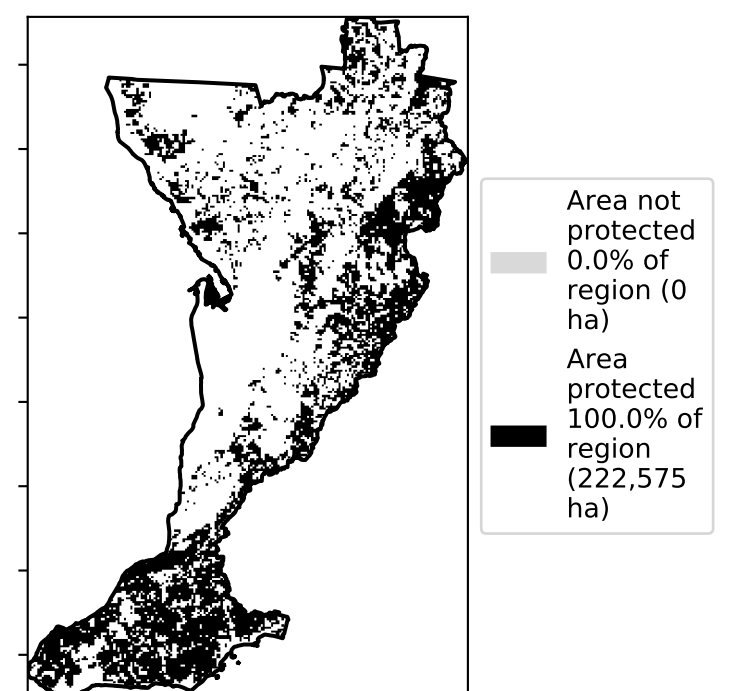 Area not
protected
0.0% of
region (0
ha)
Area
protected
100.0% of
region
(222,575
ha)